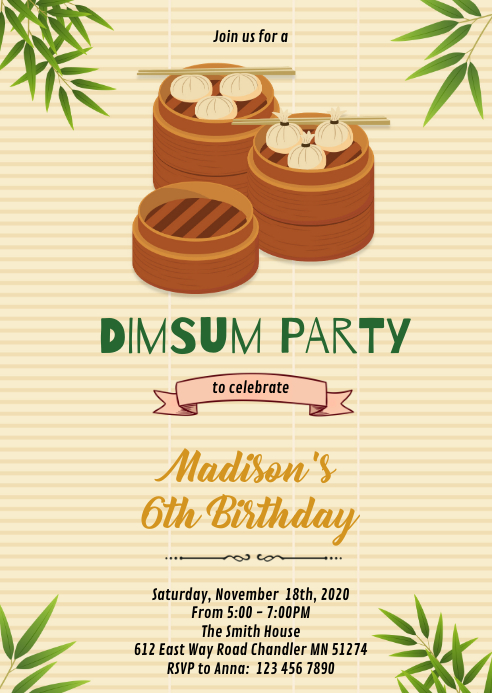 Join us for a
DIMSUM PARTY
to celebrate
Madison's
6th Birthday
Saturday, November 18th, 2020
From 5:00 - 7:00PM
The Smith House
612 East Way Road Chandler MN 51274
RSVP to Anna: 123 456 7890